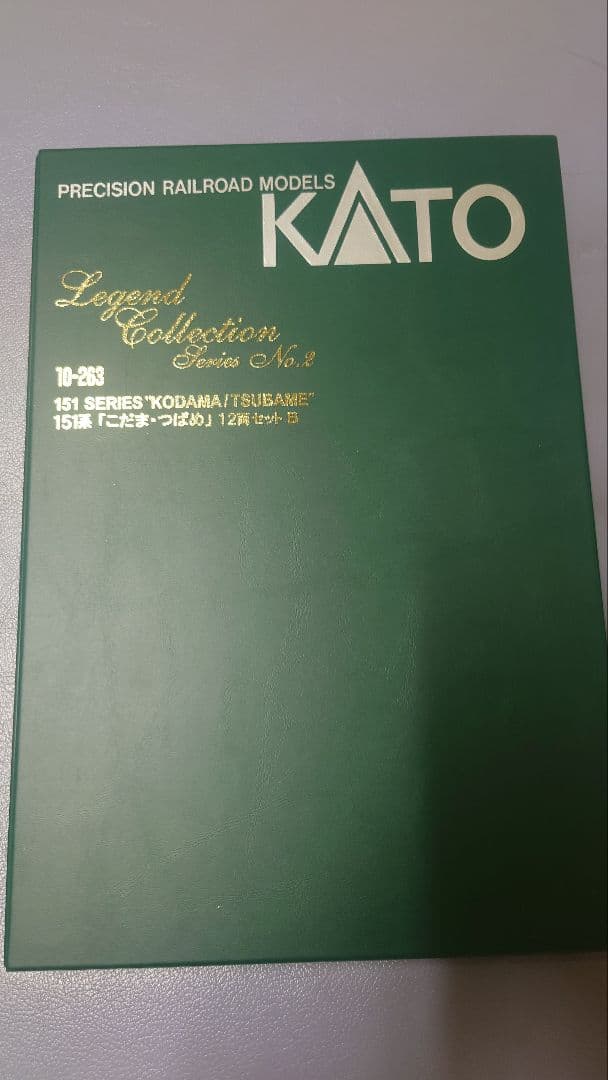 PRECISION RAILROAD MODELS
KATO
Legend
Collection
Series No.2
10-263
151 SERIES "KODAMA/TSUBAME"
151系「こだま・つばめ」12両セット B